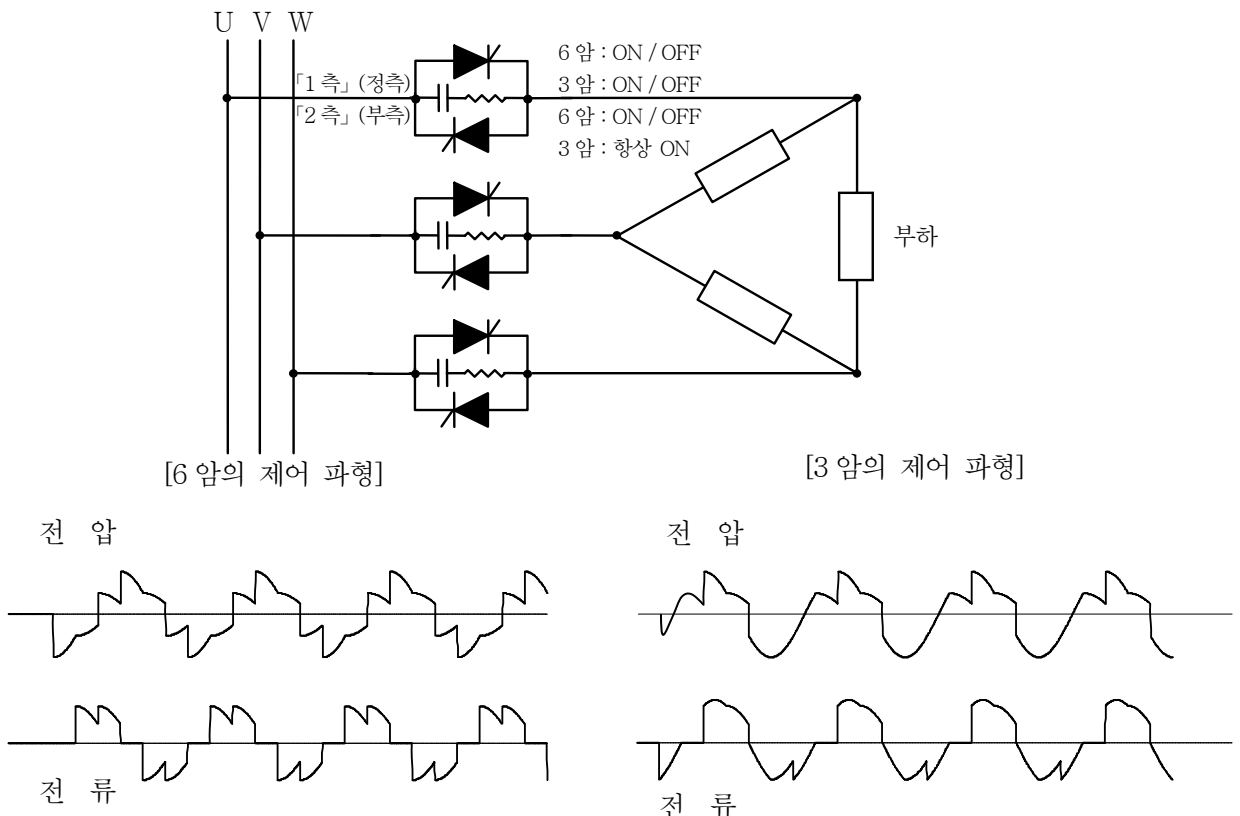 U V W
「1측」(정측)
「2측」(부측)
6암 : ON / OFF
3암 : ON / OFF
6암 : ON / OFF
3암 : 항상 ON
부하
[6암의 제어 파형]
[3암의 제어 파형]
전 압
전 압
전 류
전 류